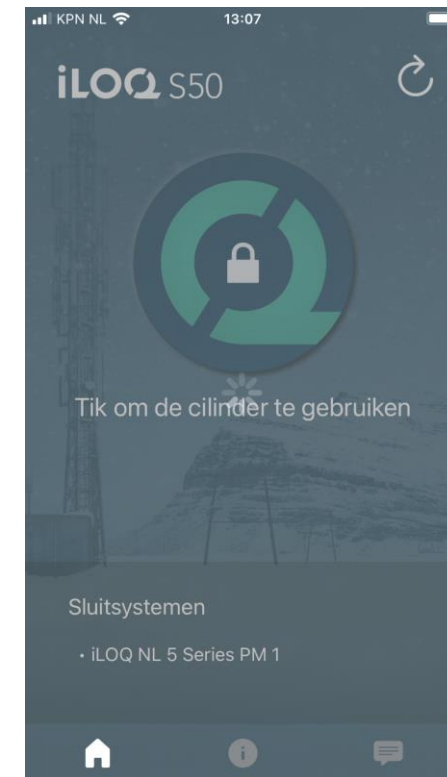 KPN NL 13:07
iLOQ S50
Tik om de cilinder te gebruiken
Sluitsystemen
• iLOQ NL 5 Series PM 1